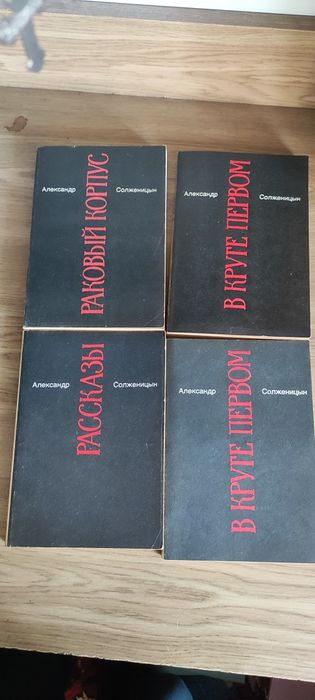 Александр Солженицын
РАКОВЫЙ КОРПУС
Александр Солженицын
В КРУГЕ ПЕРВОМ
Александр Солженицын
РАССКАЗЫ
Александр Солженицын
В КРУГЕ ПЕРВОМ